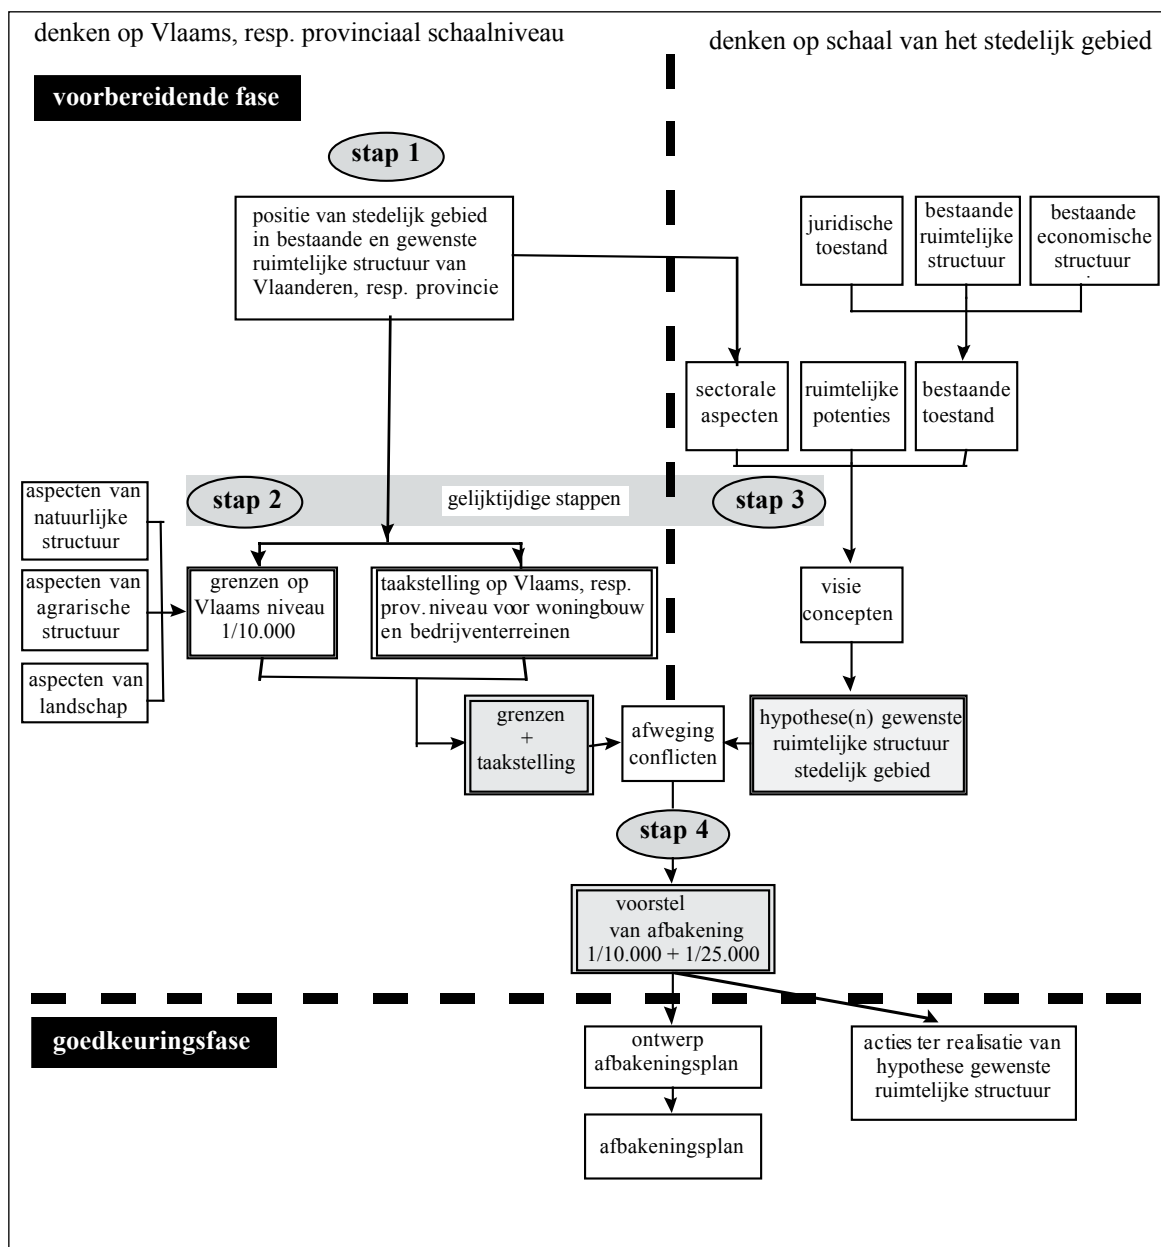 denken op Vlaams, resp. provinciaal schaalniveau
denken op schaal van het stedelijk gebied
voorbereidende fase
stap 1
positie van stedelijk gebied
in bestaande en gewenste
ruimtelijke structuur van
Vlaanderen, resp. provincie
juridische
toestand
bestaande
ruimtelijke
structuur
bestaande
economische
structuur
sectorale
aspecten
ruimtelijke
potenties
bestaande
toestand
stap 2
gelijktijdige stappen
stap 3
aspecten van
natuurlijke
structuur
aspecten van
agrarische
structuur
aspecten van
landschap
grenzen op
Vlaams niveau
1/10.000
taakstelling op Vlaams, resp.
prov. niveau voor woningbouw
en bedrijventerreinen
visie
concepten
grenzen
+
taakstelling
afweging
conflicten
hypothese(n) gewenste
ruimtelijke structuur
stedelijk gebied
stap 4
voorstel
van afbakening
1/10.000 + 1/25.000
goedkeuringsfase
ontwerp
afbakeningsplan
acties ter realisatie van
hypothese gewenste
ruimtelijke structuur
afbakeningsplan